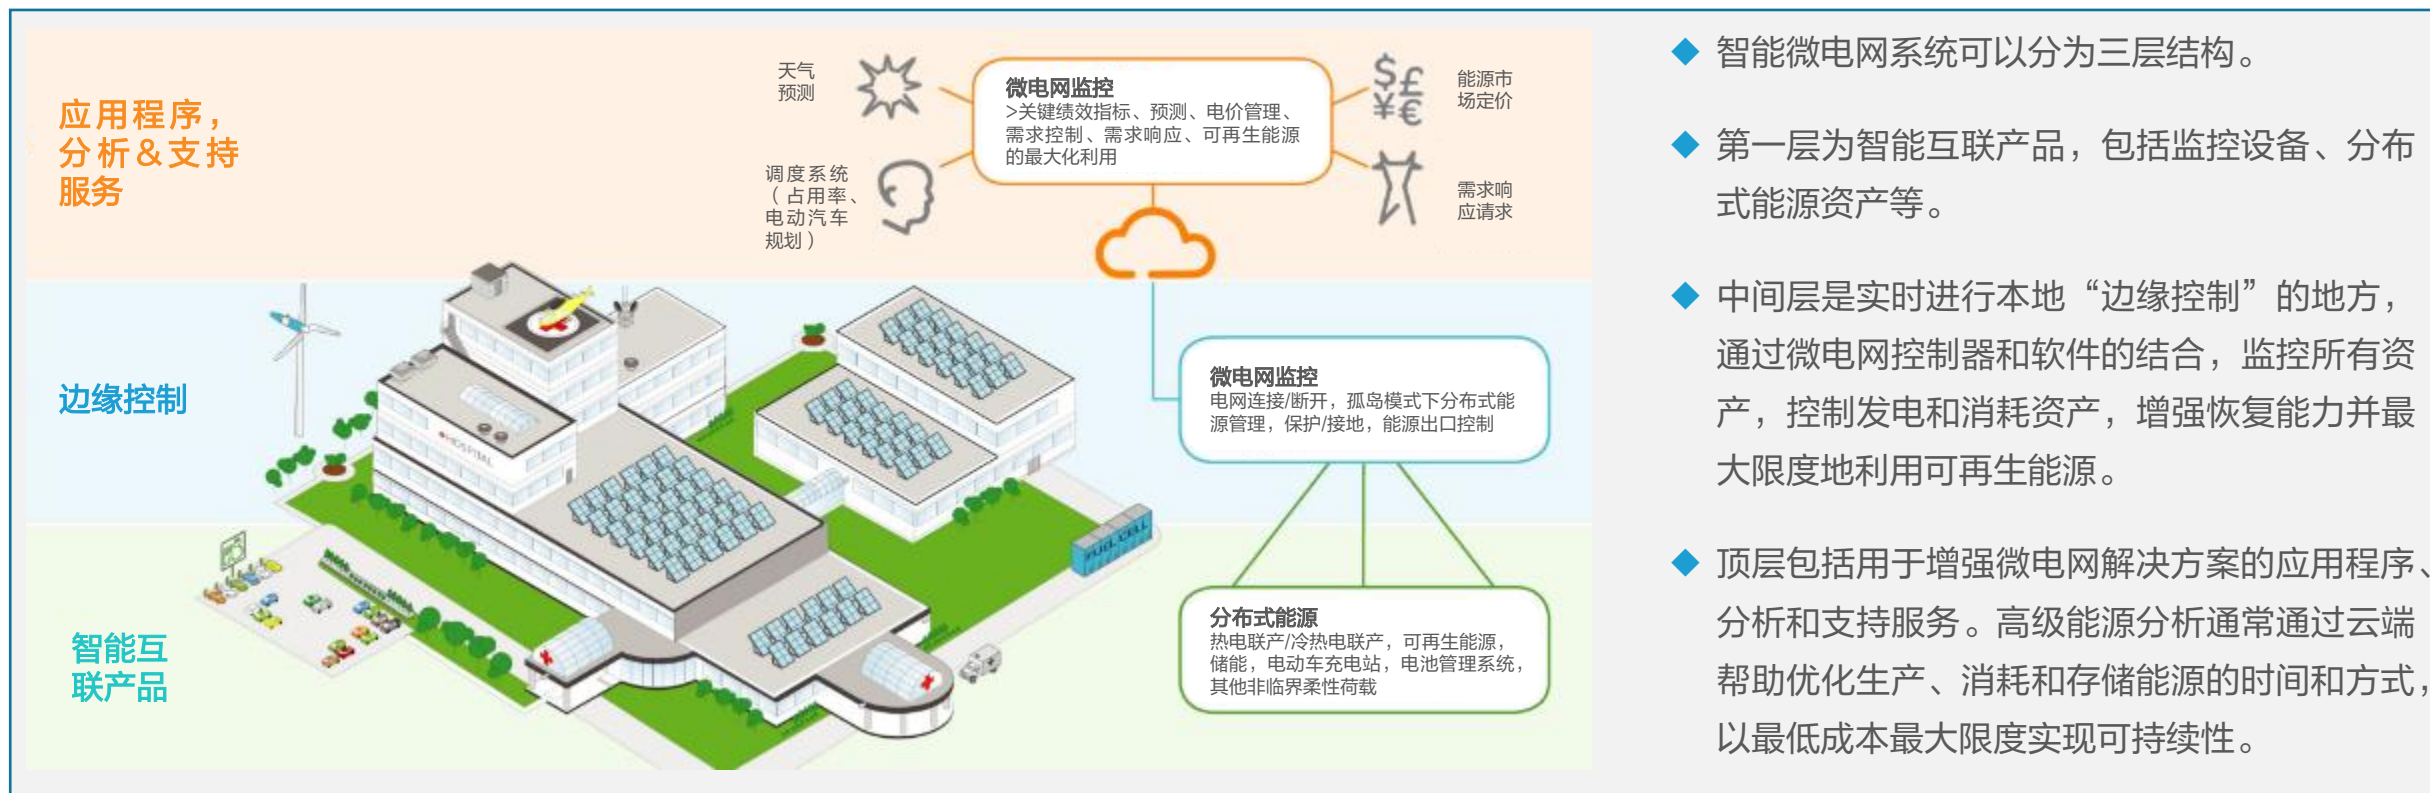 应用程序，
分析&支持
服务
天气
预测
调度系统
（占用率、
电动汽车
规划）
微电网监控
>关键绩效指标、预测、电价管理、
需求控制、需求响应、可再生能源
的最大化利用
$£
¥€
能源市
场定价
需求响
应请求
边缘控制
HOSPITAL
微电网监控
电网连接/断开，孤岛模式下分布式能
源管理，保护/接地，能源出口控制
FUEL CELL
智能互
联产品
分布式能源
热电联产/冷热电联产，可再生能源，
储能，电动车充电站，电池管理系统，
其他非临界柔性荷载
智能微电网系统可以分为三层结构。
第一层为智能互联产品，包括监控设备、分布
式能源资产等。
中间层是实时进行本地“边缘控制”的地方，
通过微电网控制器和软件的结合，监控所有资
产，控制发电和消耗资产，增强恢复能力并最
大限度地利用可再生能源。
顶层包括用于增强微电网解决方案的应用程序、
分析和支持服务。高级能源分析通常通过云端
帮助优化生产、消耗和存储能源的时间和方式，
以最低成本最大限度实现可持续性。